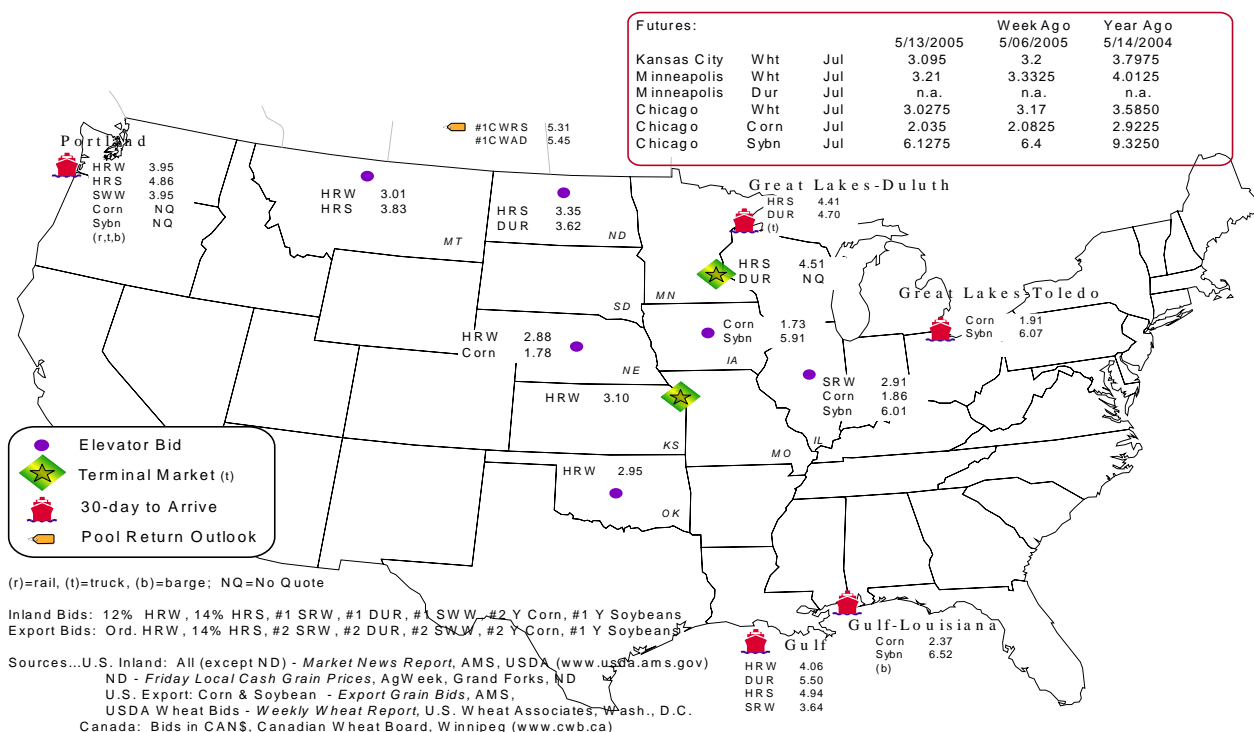 Futures:
Week Ago Year Ago
5/13/2005 5/06/2005 5/14/2004
Kansas City Wht Jul 3.095 3.2 3.7975
Minneapolis Wht Jul 3.21 3.3325 4.0125
Minneapolis Dur Jul n.a. n.a. n.a.
Chicago Wht Jul 3.0275 3.17 3.5850
Chicago Corn Jul 2.035 2.0825 2.9225
Chicago Sybn Jul 6.1275 6.4 9.3250
#1CWRS 5.31
#1CWAD 5.45
Portland
HRW 3.95
HRS 4.86
SWW 3.95
Corn NQ
Sybn NQ
(r,t,b)
HRW 3.01
HRS 3.83
MT
HRS 3.35
DUR 3.62
ND
Great Lakes-Duluth
HRS 4.41
DUR 4.70
(t)
HRS 4.51
DUR NQ
MN
SD
Great Lakes-Toledo
Corn 1.91
Sybn 6.07
Corn 1.73
Sybn 5.91
IA
HRW 2.88
Corn 1.78
NE
SRW 2.91
Corn 1.86
Sybn 6.01
IL
HRW 3.10
KS
MO
HRW 2.95
OK
Elevator Bid
Terminal Market (t)
30-day to Arrive
Pool Return Outlook
(r)=rail, (t)=truck, (b)=barge; NQ=No Quote
Inland Bids: 12% HRW, 14% HRS, #1 SRW, #1 DUR, #1 SWW, #2 Y Corn, #1 Y Soybeans
Export Bids: Ord. HRW, 14% HRS, #2 SRW, #2 DUR, #2 SWW, #2 Y Corn, #1 Y Soybeans
Gulf-Louisiana
Corn 2.37
Sybn 6.52
(b)
Gulf
HRW 4.06
DUR 5.50
HRS 4.94
SRW 3.64
Sources...U.S. Inland: All (except ND) - Market News Report, AMS, USDA (www.usda.ams.gov)
ND - Friday Local Cash Grain Prices, AgWeek, Grand Forks, ND
U.S. Export: Corn & Soybean - Export Grain Bids, AMS,
USDA Wheat Bids - Weekly Wheat Report, U.S. Wheat Associates, Wash., D.C.
Canada: Bids in CAN$, Canadian Wheat Board, Winnipeg (www.cwb.ca)